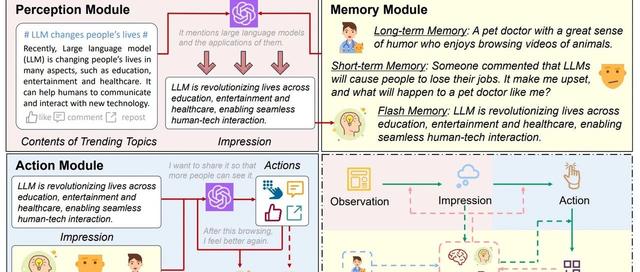 Perception Module
# LLM changes people's lives #
Recently, Large language model
(LLM) is changing people's lives in
many aspects, such as education,
entertainment and healthcare. It
can help humans to communicate
and interact with new technology.
like comment repost
Contents of Trending Topics
It mentions large language models
and the applications of them.
LLM is revolutionizing lives across
education, entertainment and
healthcare, enabling seamless
human-tech interaction.
Impression
Memory Module
Long-term Memory: A pet doctor with a great sense
of humor who enjoys browsing videos of animals.
Short-term Memory: Someone commented that LLMs
will cause people to lose their jobs. It make me upset,
and what will happen to a pet doctor like me?
Flash Memory: LLM is revolutionizing lives across
education, entertainment and healthcare, enabling
seamless human-tech interaction.
Action Module
LLM is revolutionizing lives across
education, entertainment and
healthcare, enabling seamless
human-tech interaction.
Impression
I want to share it so that
more people can see it.
Actions
After this browsing,
I feel better again.
Observation
Impression
Action